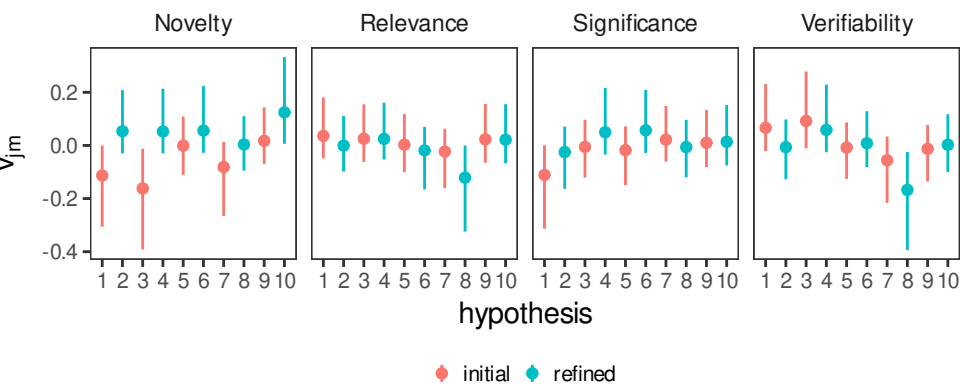 Novelty Relevance Significance Verifiability
0.2
0.0
-0.2
-0.4
v_jm
1 2 3 4 5 6 7 8 9 10 1 2 3 4 5 6 7 8 9 10 1 2 3 4 5 6 7 8 9 10 1 2 3 4 5 6 7 8 9 10
hypothesis
initial refined